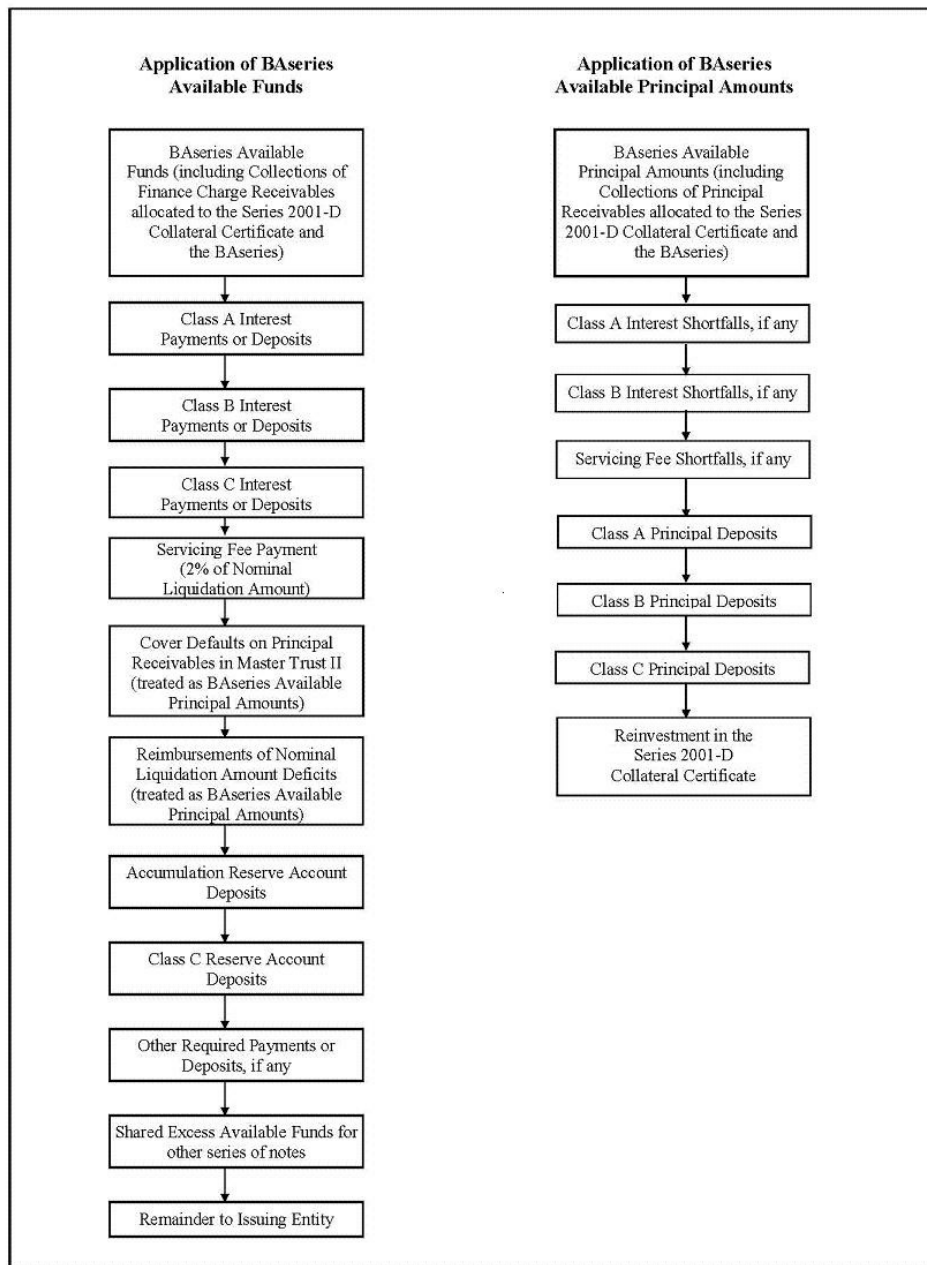 Application of BAseries
Available Funds
BAseries Available
Funds (including Collections of
Finance Charge Receivables
allocated to the Series 2001-D
Collateral Certificate and
the BAseries)
Class A Interest
Payments or Deposits
Class B Interest
Payments or Deposits
Class C Interest
Payments or Deposits
Servicing Fee Payment
(2% of Nominal
Liquidation Amount)
Cover Defaults on Principal
Receivables in Master Trust II
(treated as BAseries Available
Principal Amounts)
Reimbursements of Nominal
Liquidation Amount Deficits
(treated as BAseries Available
Principal Amounts)
Accumulation Reserve Account
Deposits
Class C Reserve Account
Deposits
Other Required Payments or
Deposits, if any
Shared Excess Available Funds for
other series of notes
Remainder to Issuing Entity
Application of BAseries
Available Principal Amounts
BAseries Available
Principal Amounts (including
Collections of Principal
Receivables allocated to the Series
2001-D Collateral Certificate and
the BAseries)
Class A Interest Shortfalls, if any
Class B Interest Shortfalls, if any
Servicing Fee Shortfalls, if any
Class A Principal Deposits
Class B Principal Deposits
Class C Principal Deposits
Reinvestment in the
Series 2001-D
Collateral Certificate